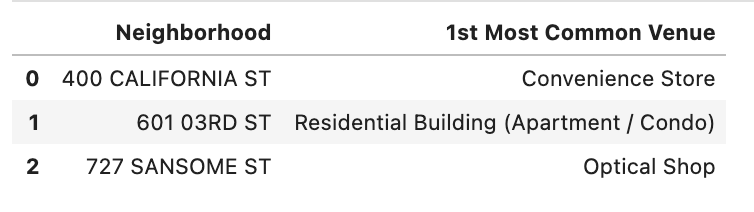 Neighborhood 1st Most Common Venue
0 400 CALIFORNIA ST Convenience Store
1 601 03RD ST Residential Building (Apartment / Condo)
2 727 SANSOME ST Optical Shop